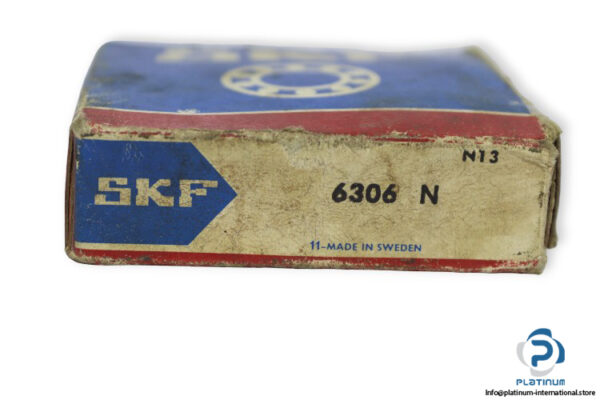 N13
SKF
6306 N
11-MADE IN SWEDEN
PLATINUM
Info@platinum-international.store